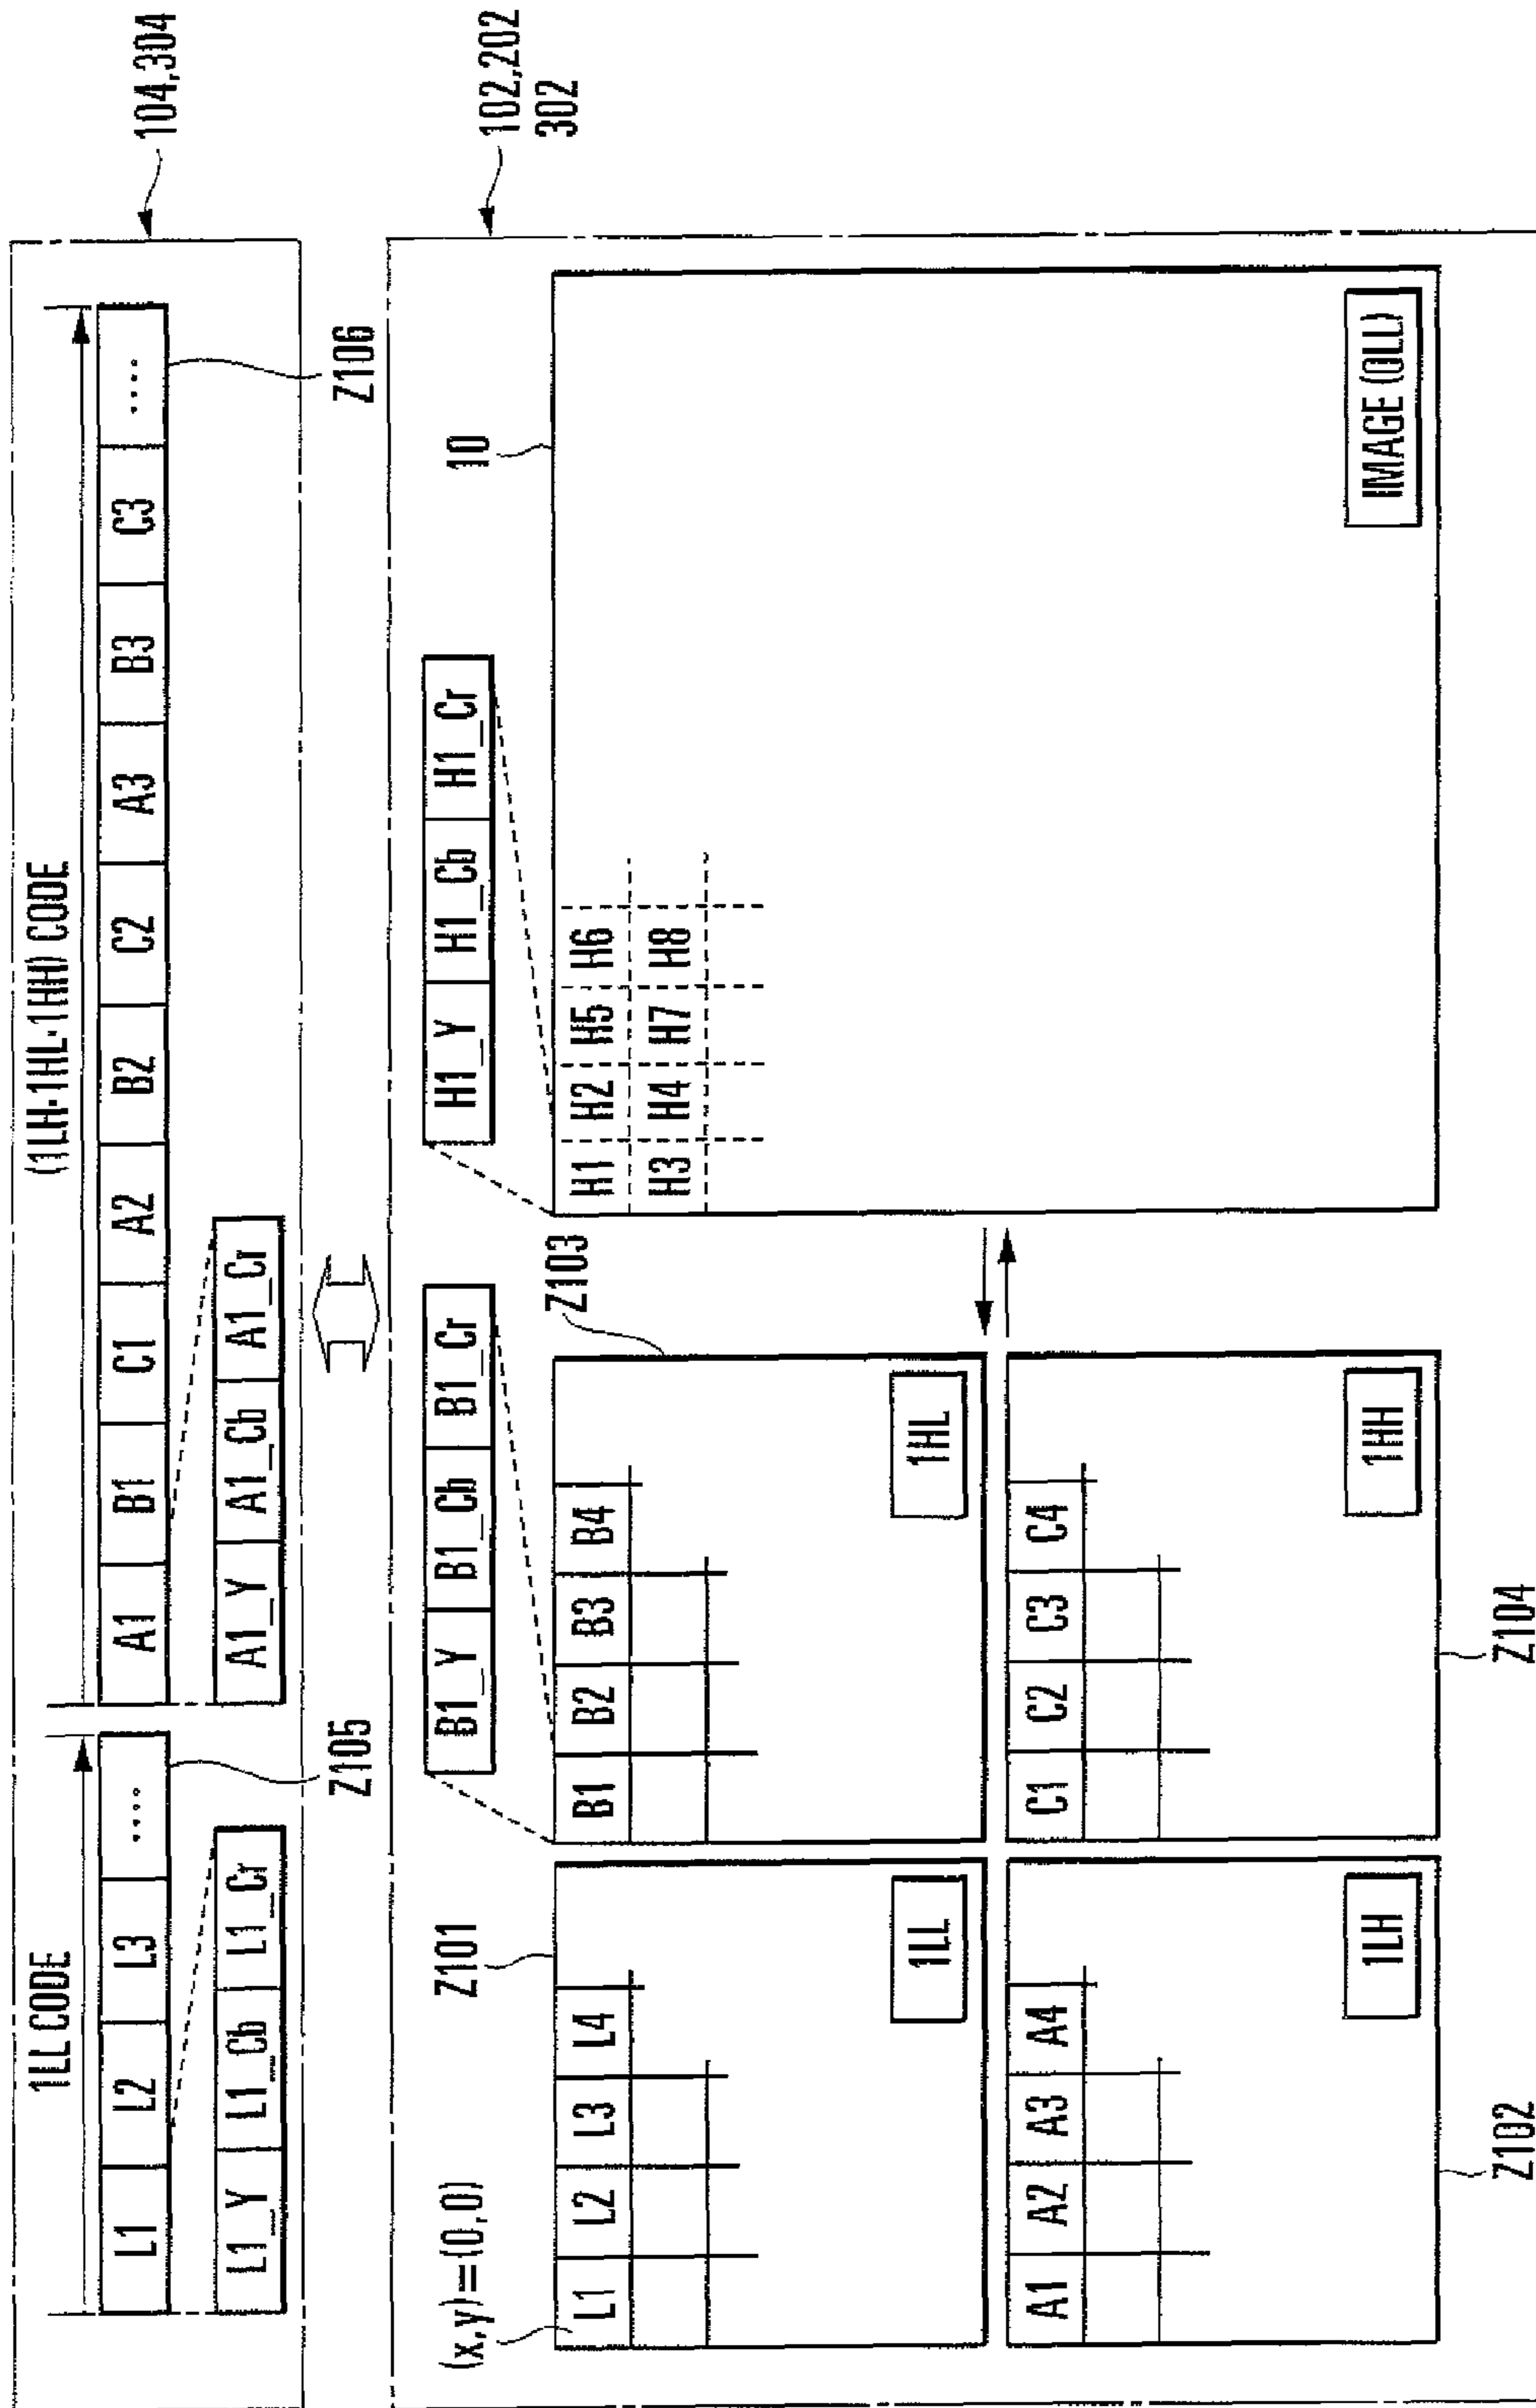 1LL CODE
(1LH·1HL·1HH) CODE
L1 L2 L3 ....
A1 B1 C1 A2 B2 C2 A3 B3 C3 ....
104,304
L1_Y L1_Cb L1_Cr
A1_Y A1_Cb A1_Cr
Z105
Z106
102,202
302
(x,y)=(0,0)
Z101
B1_Y B1_Cb B1_Cr
H1_Y H1_Cb H1_Cr
10
Z103
L1 L2 L3 L4
B1 B2 B3 B4
H1 H2 H5 H6
H3 H4 H7 H8
1LL
1HL
A1 A2 A3 A4
C1 C2 C3 C4
1LH
1HH
IMAGE (0LL)
Z102
Z104